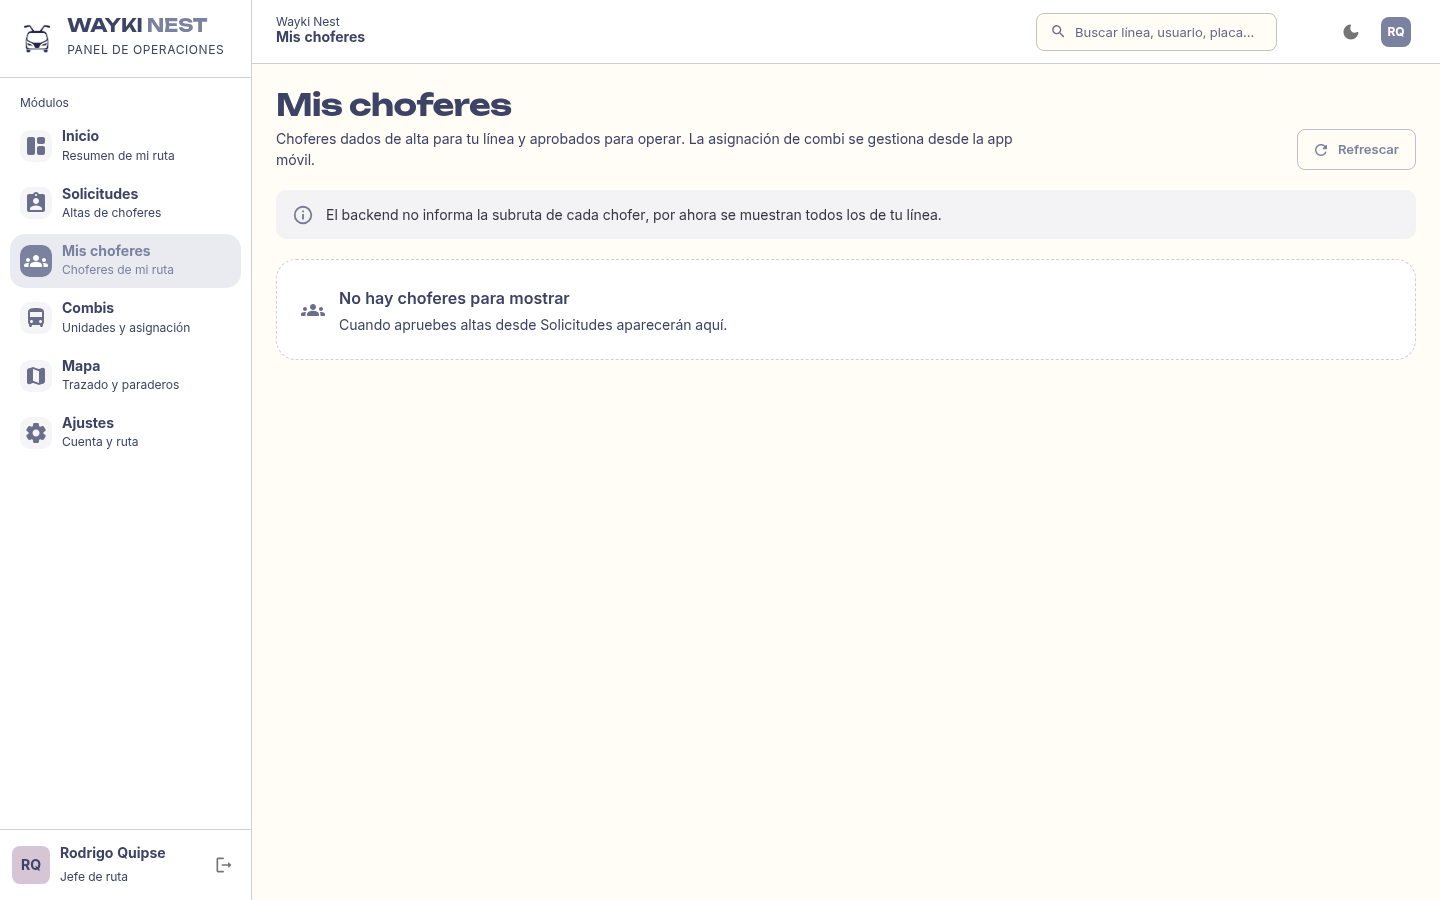 WAYKI NEST
PANEL DE OPERACIONES
Módulos
Inicio
Resumen de mi ruta
Solicitudes
Altas de choferes
Mis choferes
Choferes de mi ruta
Combis
Unidades y asignación
Mapa
Trazado y paraderos
Ajustes
Cuenta y ruta
RQ
Rodrigo Quipse
Jefe de ruta
Wayki Nest
Mis choferes
Buscar línea, usuario, placa...
RQ
Mis choferes
Choferes dados de alta para tu línea y aprobados para operar. La asignación de combi se gestiona desde la app
móvil.
Refrescar
El backend no informa la subruta de cada chofer, por ahora se muestran todos los de tu línea.
No hay choferes para mostrar
Cuando apruebes altas desde Solicitudes aparecerán aquí.